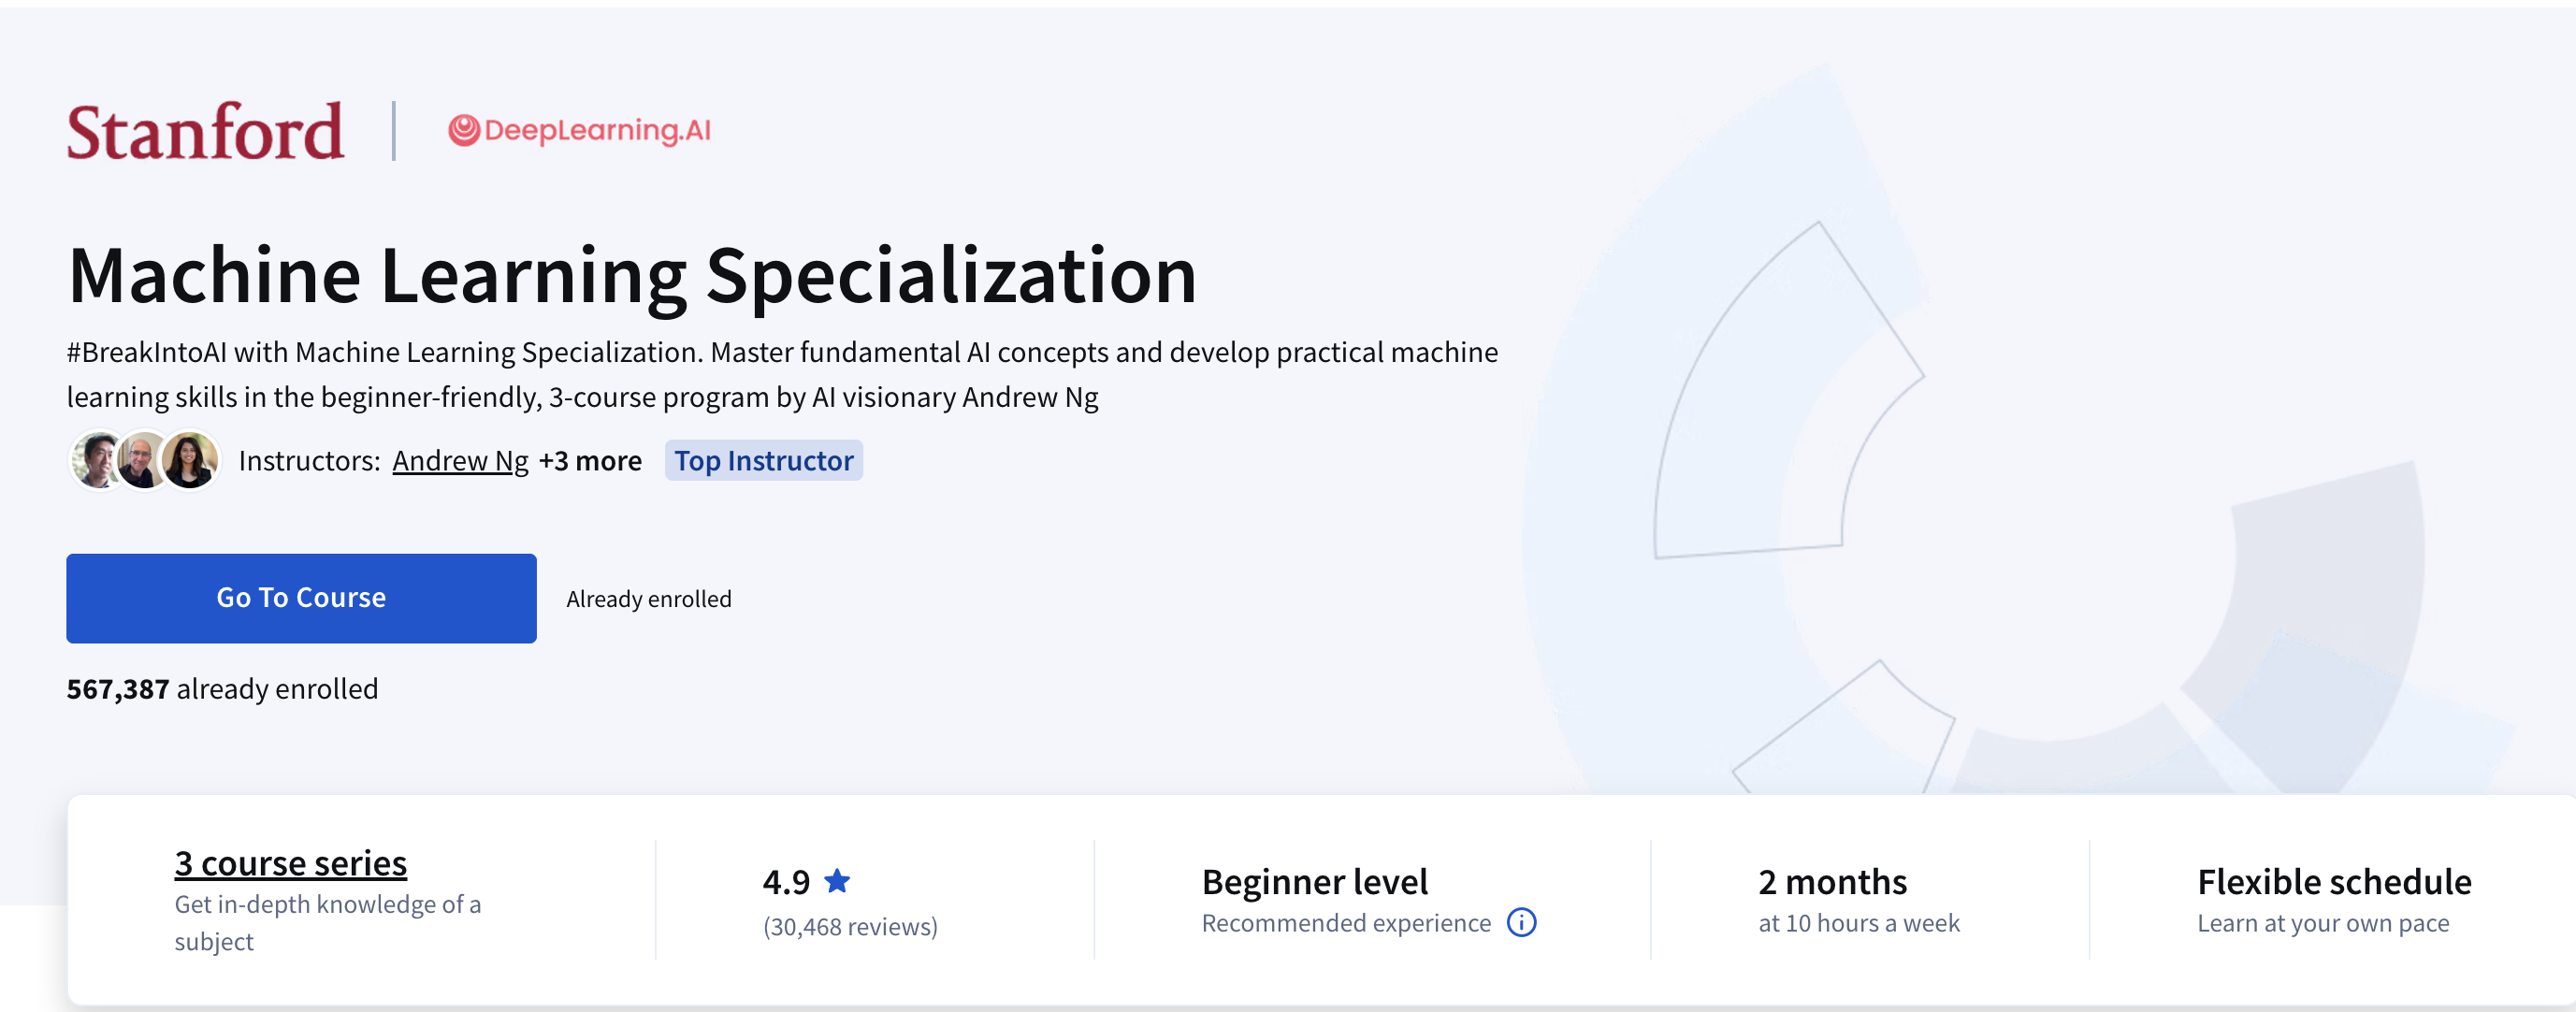 Stanford
DeepLearning.AI
Machine Learning Specialization
#BreakIntoAI with Machine Learning Specialization. Master fundamental AI concepts and develop practical machine
learning skills in the beginner-friendly, 3-course program by AI visionary Andrew Ng
Instructors: Andrew Ng +3 more Top Instructor
Go To Course Already enrolled
567,387 already enrolled
3 course series
Get in-depth knowledge of a
subject
4.9
(30,468 reviews)
Beginner level
Recommended experience
2 months
at 10 hours a week
Flexible schedule
Learn at your own pace